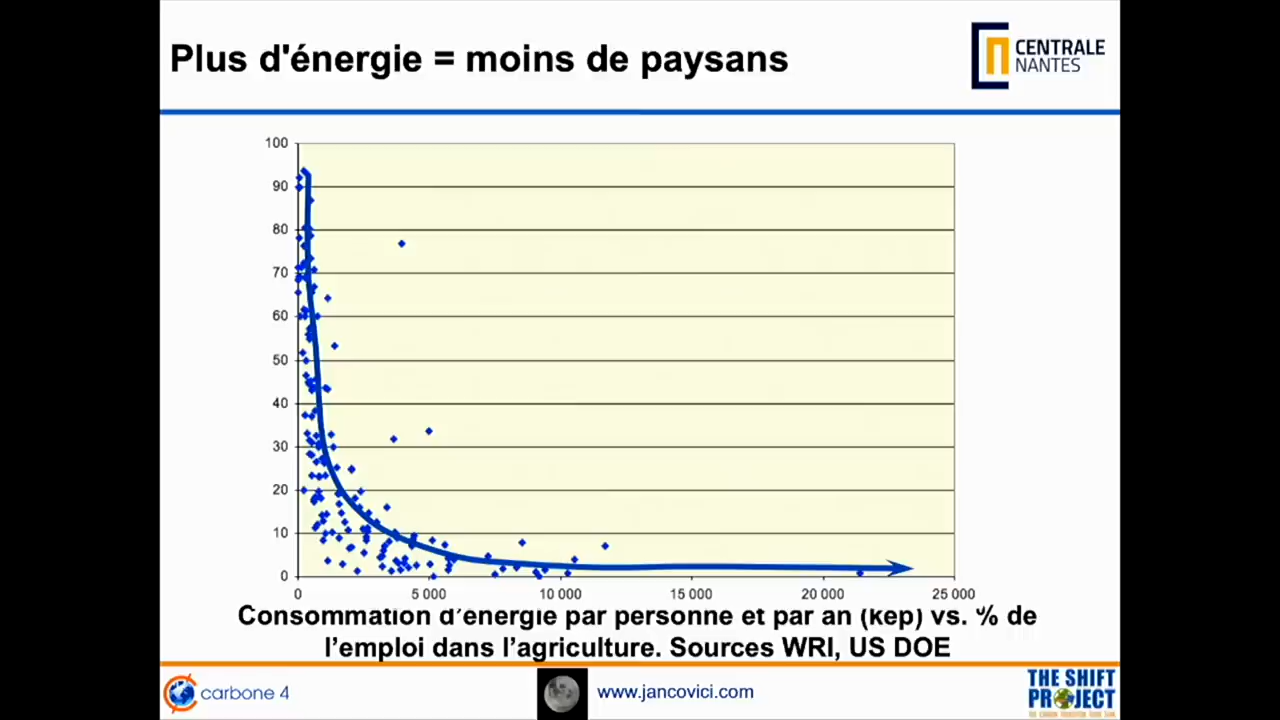 Plus d'énergie = moins de paysans
CENTRALE
NANTES
100
90
80
70
60
50
40
30
20
10
0
0 5 000 10 000 15 000 20 000 25 000
Consommation d'énergie par personne et par an (kep) vs. % de
l'emploi dans l'agriculture. Sources WRI, US DOE
carbone 4
www.jancovici.com
THE SHIFT
PROJECT